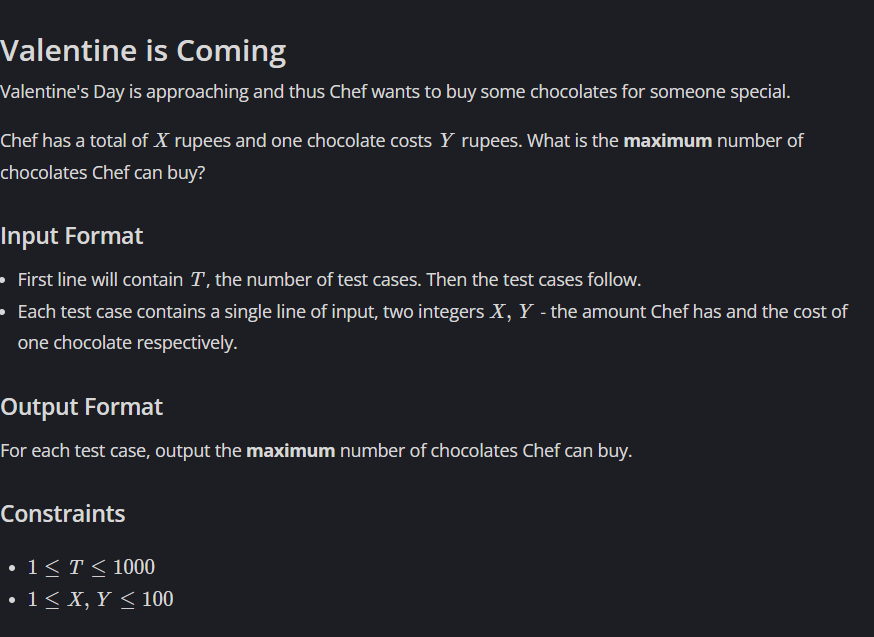 Valentine is Coming
Valentine's Day is approaching and thus Chef wants to buy some chocolates for someone special.
Chef has a total of X rupees and one chocolate costs Y rupees. What is the maximum number of
chocolates Chef can buy?
Input Format
• First line will contain T, the number of test cases. Then the test cases follow.
• Each test case contains a single line of input, two integers X, Y - the amount Chef has and the cost of
one chocolate respectively.
Output Format
For each test case, output the maximum number of chocolates Chef can buy.
Constraints
• 1 ≤ T ≤ 1000
• 1 ≤ X, Y ≤ 100